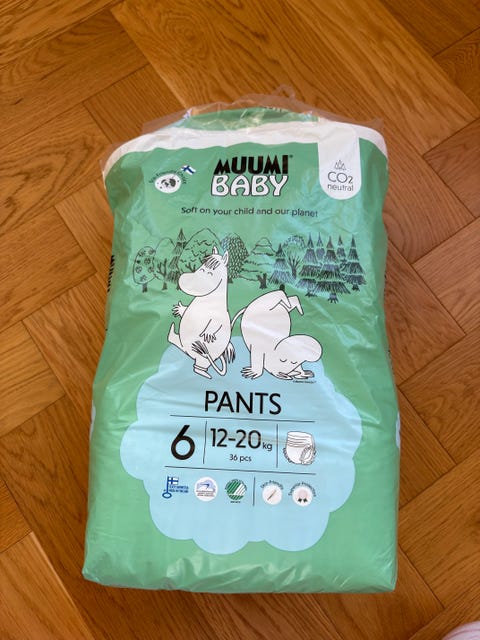 MUUMI
BABY
CO2
neutral
Soft on your child and our planet
PANTS
6
12-20 kg
36 pcs